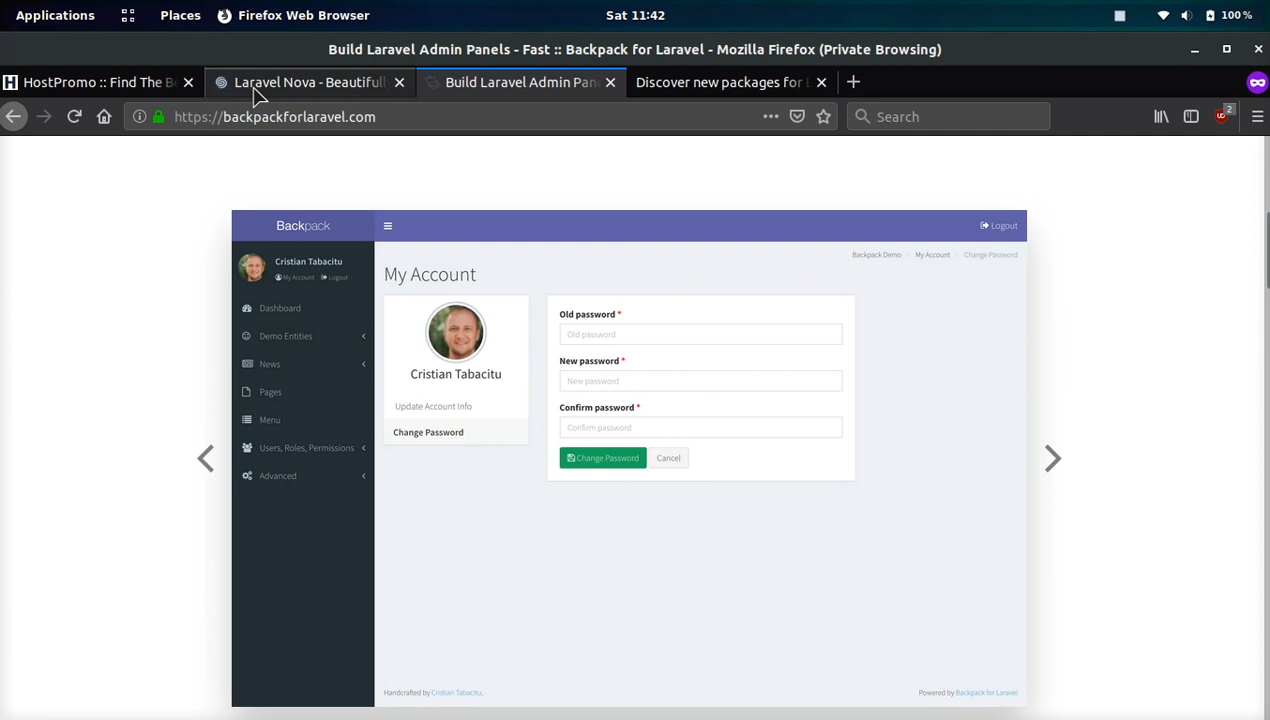 Applications Places Firefox Web Browser Sat 11:42 100 %
Build Laravel Admin Panels - Fast :: Backpack for Laravel - Mozilla Firefox (Private Browsing)
HostPromo :: Find The Be Laravel Nova - Beautifully Build Laravel Admin Pane Discover new packages for L
https://backpackforlaravel.com Search 2
Backpack Logout
Cristian Tabacitu
My Account Logout
Backpack Demo My Account Change Password
My Account
Dashboard
Demo Entities
News
Pages
Menu
Users, Roles, Permissions
Advanced
Cristian Tabacitu
Update Account Info
Change Password
Old password *
Old password
New password *
New password
Confirm password *
Confirm password
Change Password Cancel
Handcrafted by Cristian Tabacitu. Powered by Backpack for Laravel